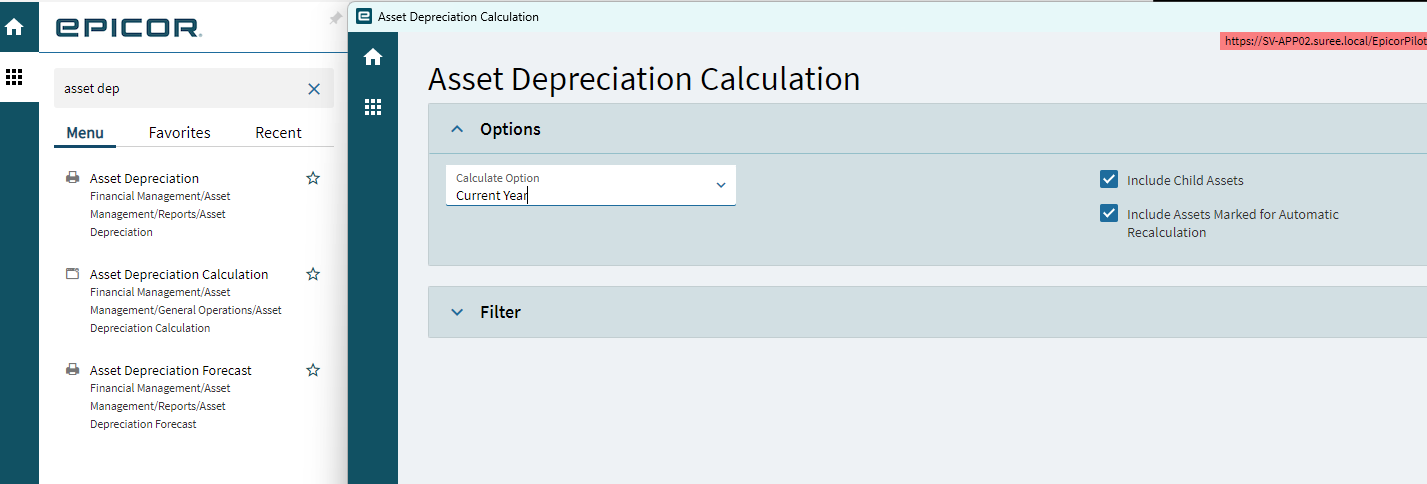 EPICOR
asset dep
Menu Favorites Recent
Asset Depreciation
Financial Management/Asset
Management/Reports/Asset
Depreciation
Asset Depreciation Calculation
Financial Management/Asset
Management/General Operations/Asset
Depreciation Calculation
Asset Depreciation Forecast
Financial Management/Asset
Management/Reports/Asset
Depreciation Forecast
Asset Depreciation Calculation
https://SV-APP02.suree.local/EpicorPilot
Asset Depreciation Calculation
Options
Calculate Option
Current Year
Include Child Assets
Include Assets Marked for Automatic
Recalculation
Filter